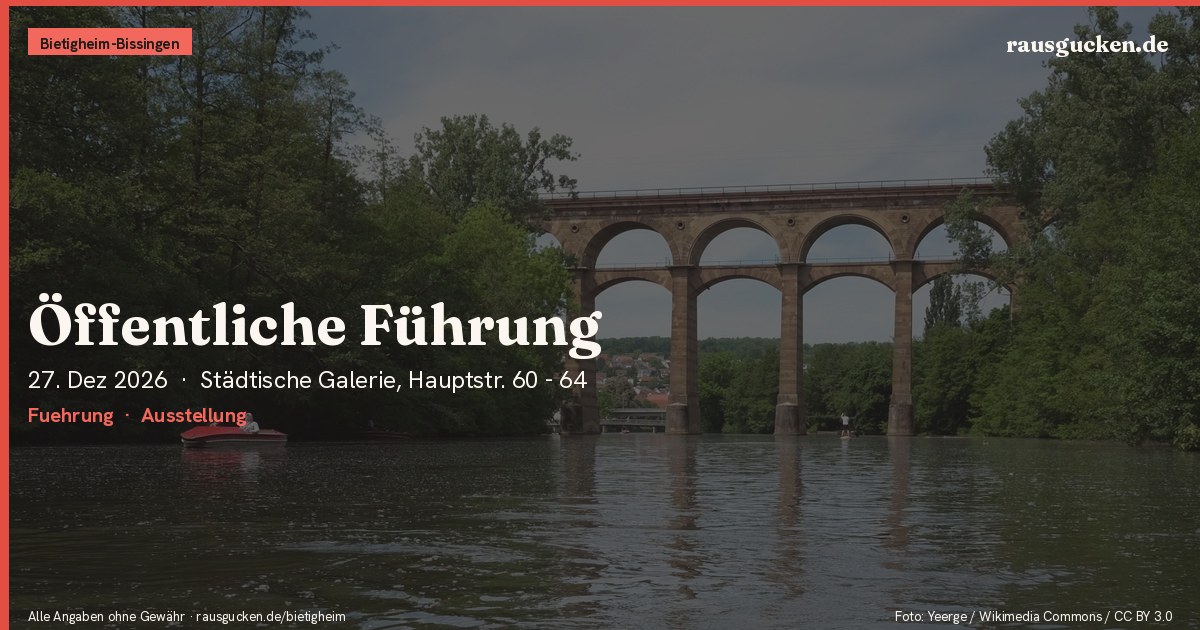 Bietigheim-Bissingen
rausgucken.de
Öffentliche Führung
27. Dez 2026 · Städtische Galerie, Hauptstr. 60 - 64
Fuehrung · Ausstellung
Alle Angaben ohne Gewähr · rausgucken.de/bietigheim
Foto: Yeerge / Wikimedia Commons / CC BY 3.0